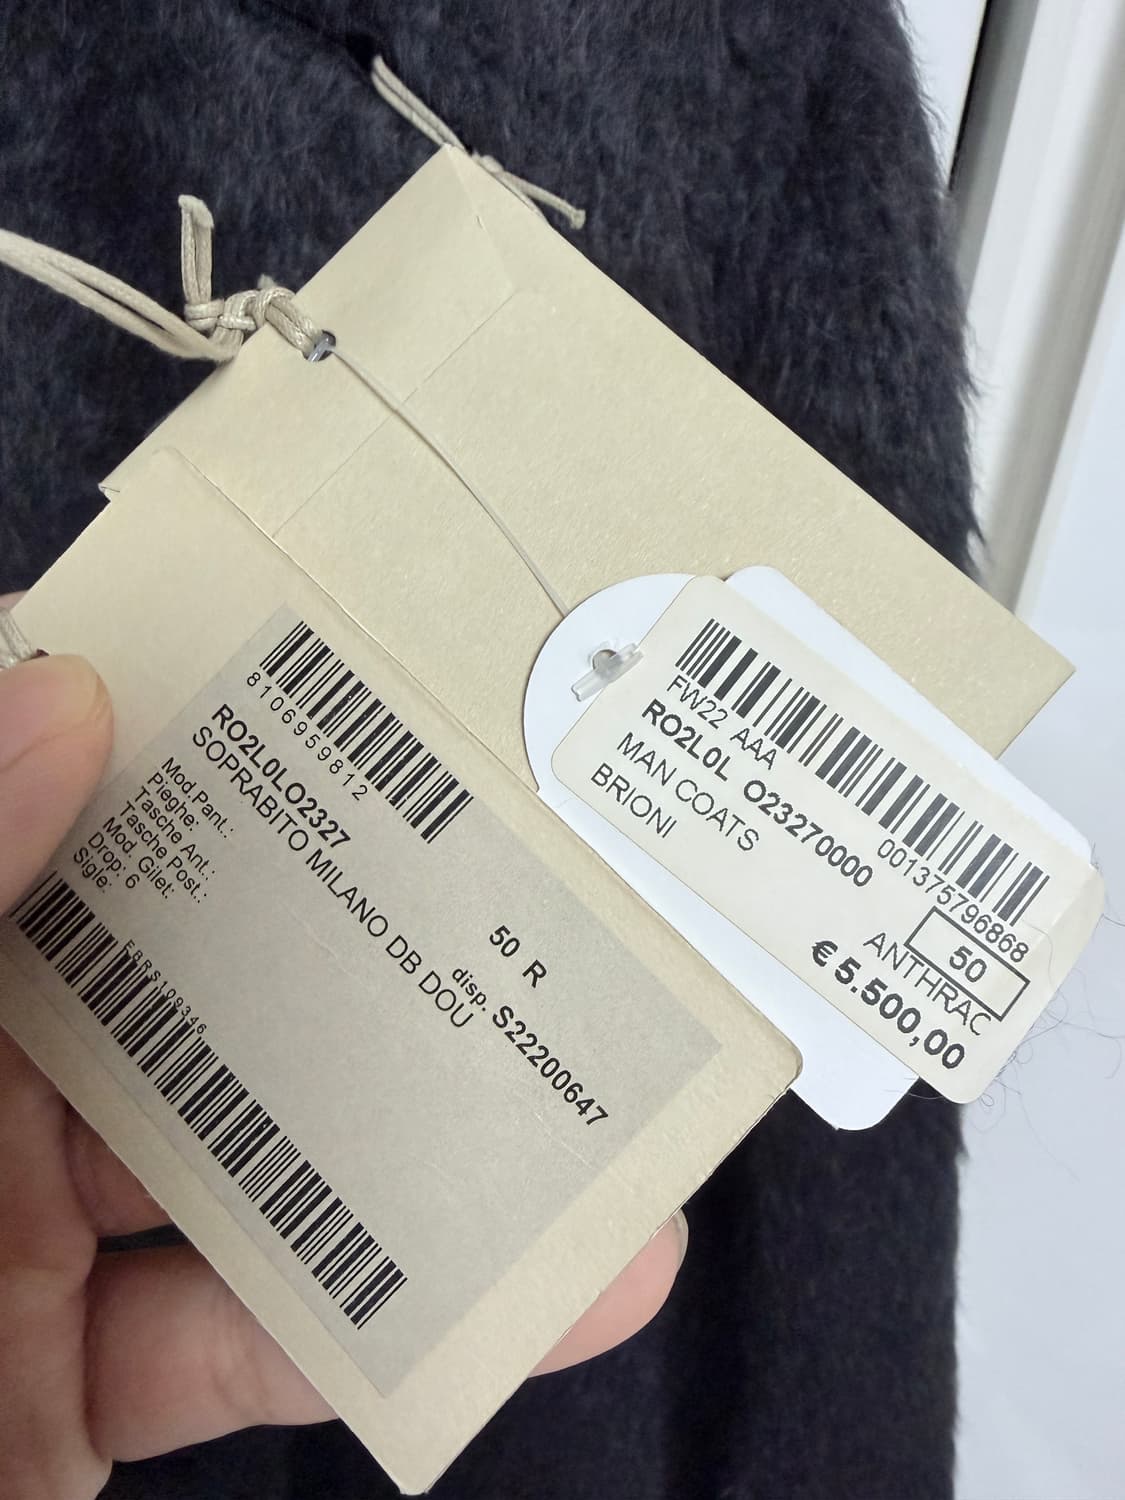 8106959812
RO2L0LO2327
SOPRABITO MILANO DB DOU
50 R
disp. S22200647
Mod.Pant.:
Pieghe:
Tasche Ant.:
Tasche Post.:
Mod. Gilet:
Drop: 6
Sigle:
FW22 AAA
001375796868
RO2L0L O23270000
50
MAN COATS
ANTHRAC
BRIONI
€ 5.500,00